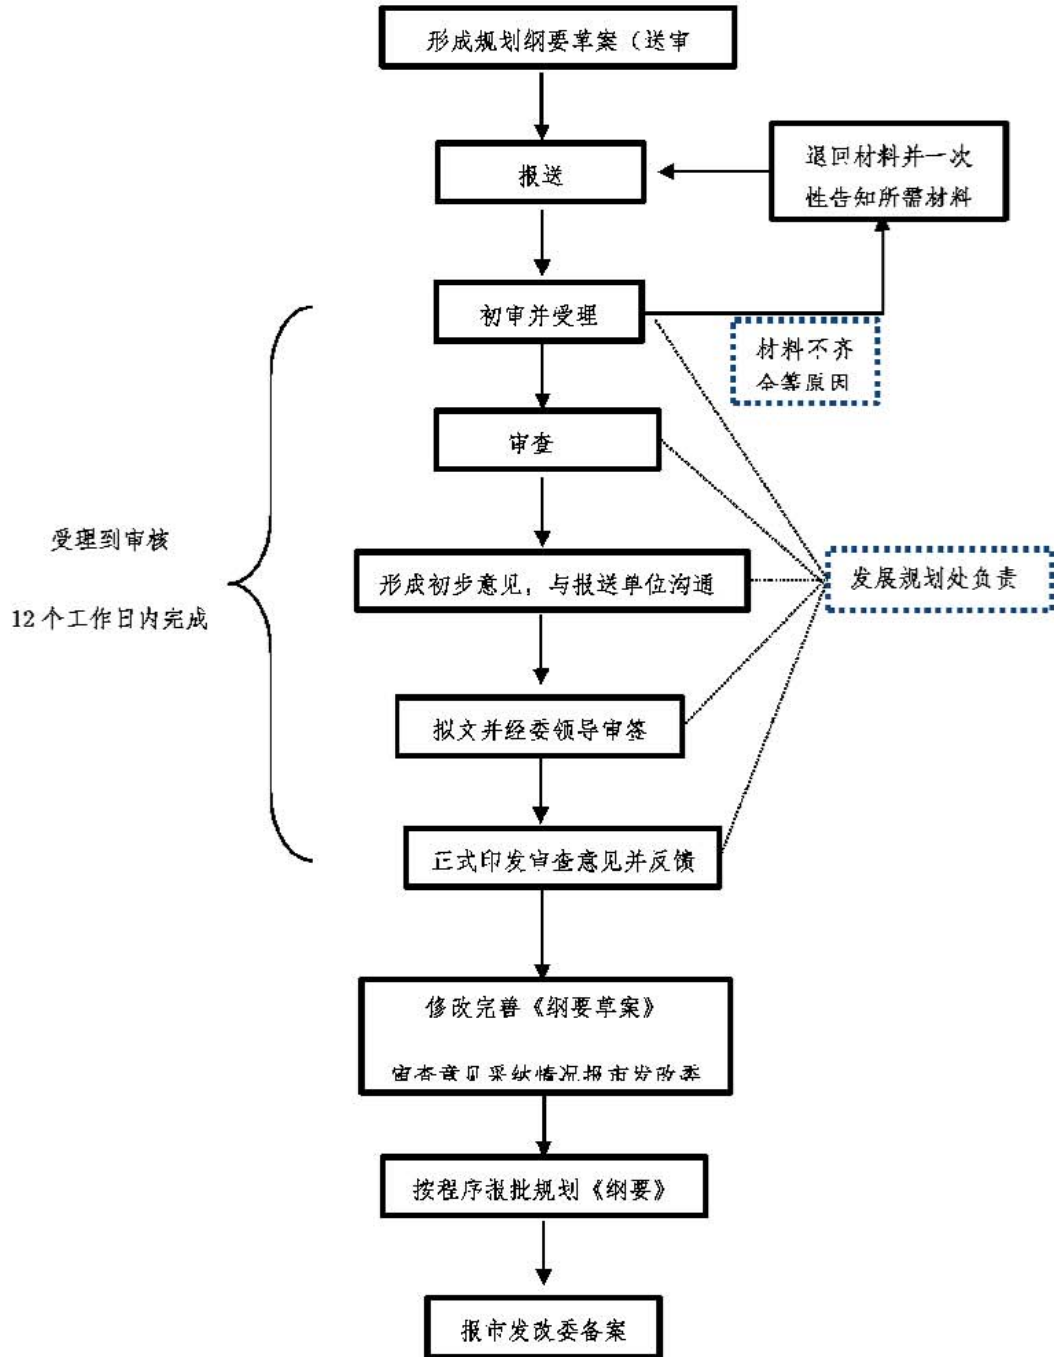 形成规划纲要草案（送审
报送
退回材料并一次
性告知所需材料
初审并受理
材料不齐
全等原因
审查
受理到审核
12个工作日内完成
形成初步意见，与报送单位沟通
发展规划处负责
拟文并经委领导审签
正式印发审查意见并反馈
修改完善《纲要草案》
审查意见采纳情况报市发改委
按程序报批规划《纲要》
报市发改委备案